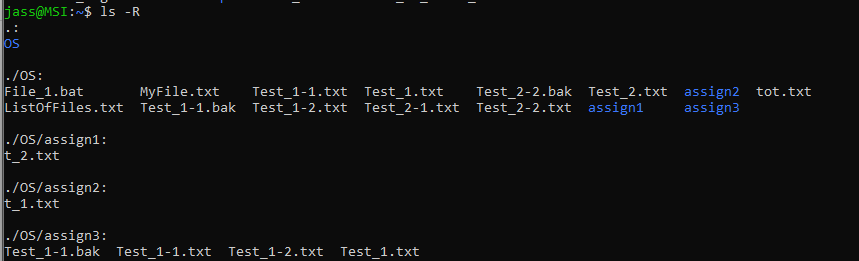 jass@MSI:~$ ls -R
.:
OS
./OS:
File_1.bat MyFile.txt Test_1-1.txt Test_1.txt Test_2-2.bak Test_2.txt assign2 tot.txt
ListOfFiles.txt Test_1-1.bak Test_1-2.txt Test_2-1.txt Test_2-2.txt assign1 assign3
./OS/assign1:
t_2.txt
./OS/assign2:
t_1.txt
./OS/assign3:
Test_1-1.bak Test_1-1.txt Test_1-2.txt Test_1.txt